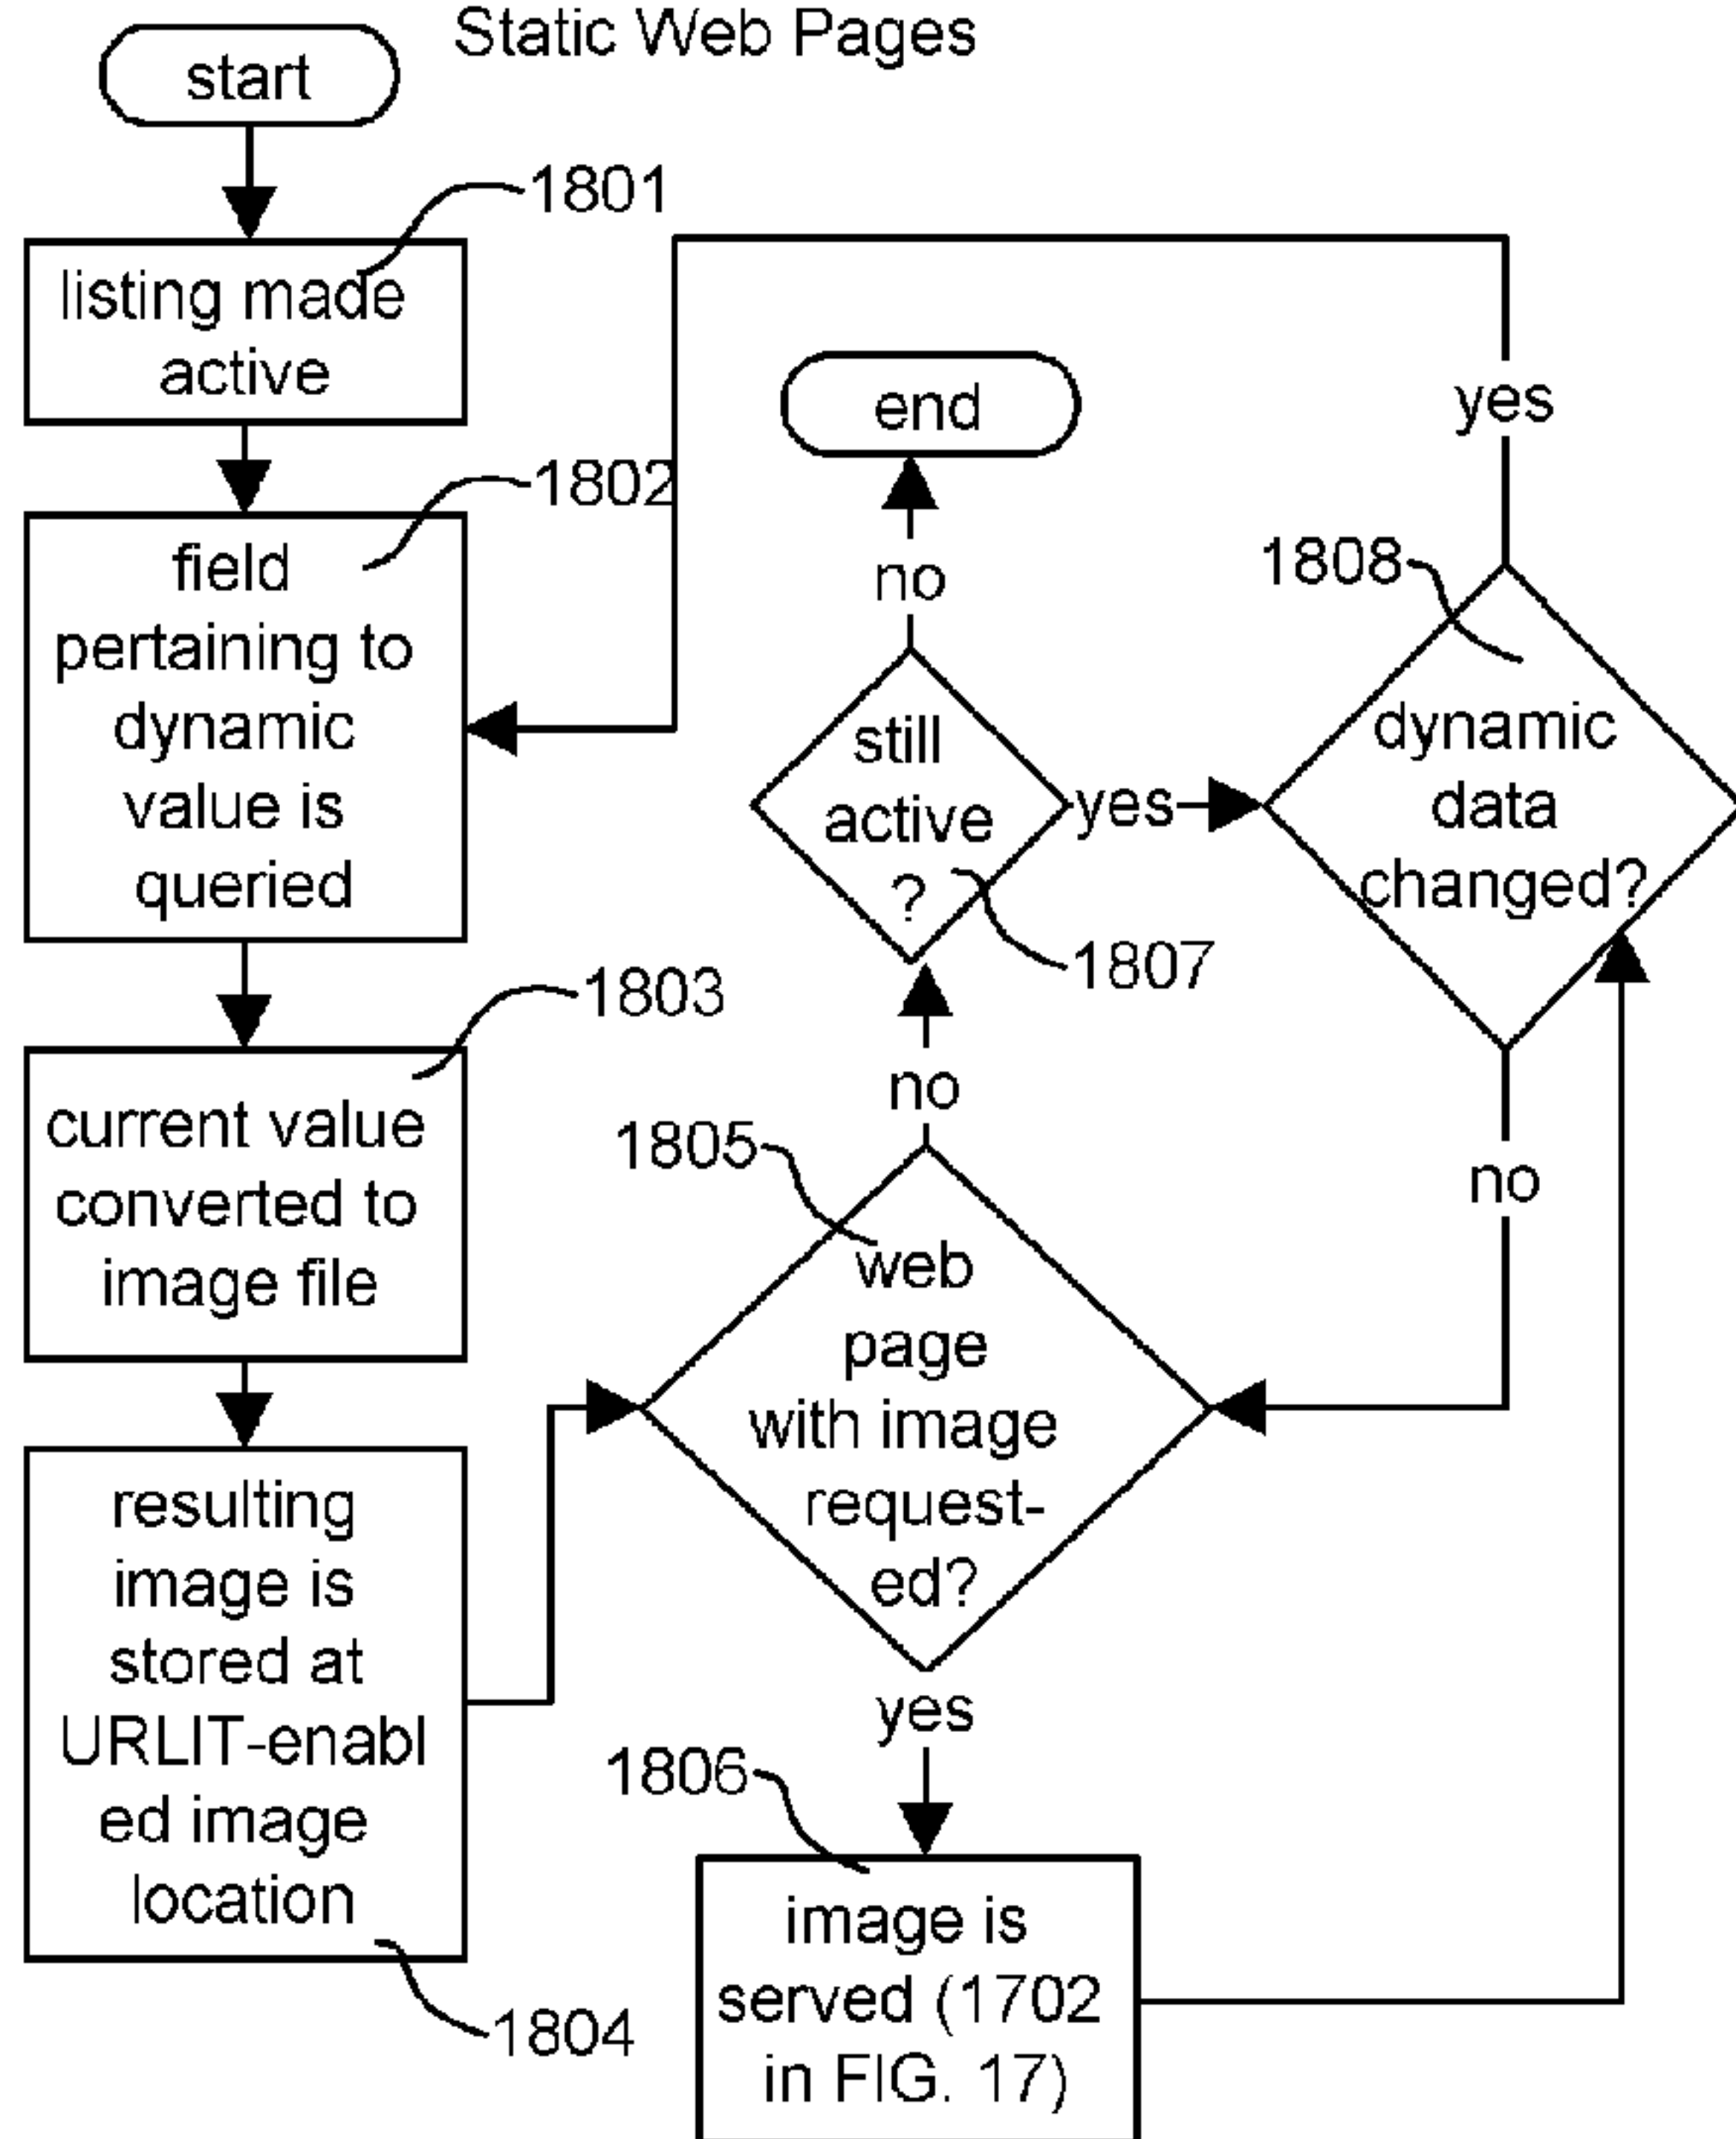 Static Web Pages
start
1801
listing made
active
1802
field
pertaining to
dynamic
value is
queried
1803
current value
converted to
image file
resulting
image is
stored at
URLIT-enabl
ed image
location
1804
end
no
still
active
?
1807
yes
yes
1808
dynamic
data
changed?
no
no
1805
web
page
with image
request-
ed?
yes
1806
image is
served (1702
in FIG. 17)